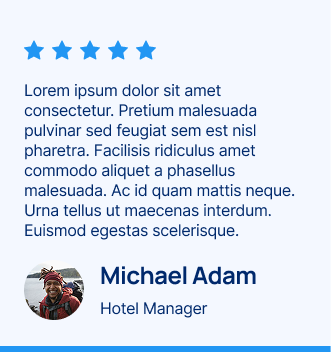 Lorem ipsum dolor sit amet
consectetur. Pretium malesuada
pulvinar sed feugiat sem est nisl
pharetra. Facilisis ridiculus amet
commodo aliquet a phasellus
malesuada. Ac id quam mattis neque.
Urna tellus ut maecenas interdum.
Euismod egestas scelerisque.
Michael Adam
Hotel Manager